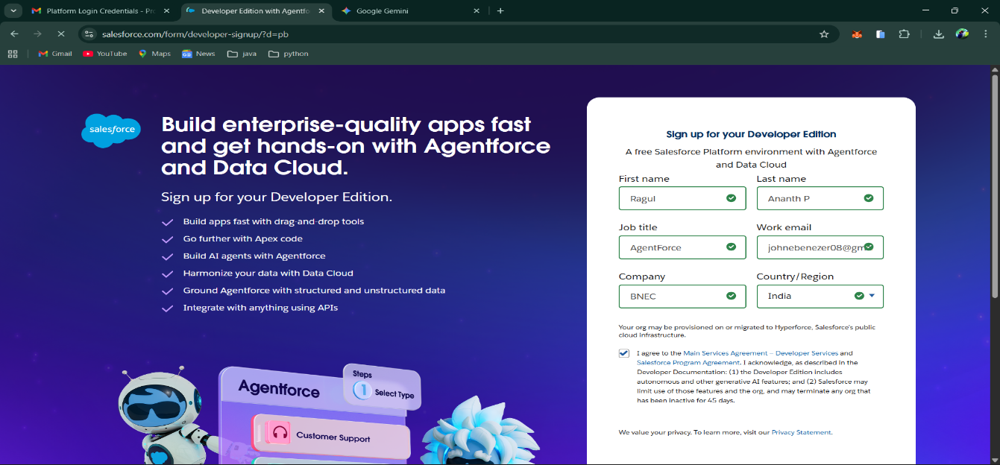 Platform Login Credentials - Pr
Developer Edition with Agentfo
Google Gemini
salesforce.com/form/developer-signup/?d=pb
Gmail
YouTube
Maps
News
java
python
salesforce
Build enterprise-quality apps fast
and get hands-on with Agentforce
and Data Cloud.
Sign up for your Developer Edition.
Build apps fast with drag-and-drop tools
Go further with Apex code
Build AI agents with Agentforce
Harmonize your data with Data Cloud
Ground Agentforce with structured and unstructured data
Integrate with anything using APIs
Agentforce
Steps
1 Select Type
Customer Support
Sign up for your Developer Edition
A free Salesforce Platform environment with Agentforce
and Data Cloud
First name
Last name
Ragul
Ananth P
Job title
Work email
AgentForce
johnebenezer08@gm
Company
Country/Region
BNEC
India
Your org may be provisioned on or migrated to Hyperforce, Salesforce's public
cloud infrastructure.
I agree to the Main Services Agreement – Developer Services and
Salesforce Program Agreement. I acknowledge, as described in the
Developer Documentation: (1) the Developer Edition includes
autonomous and other generative AI features; and (2) Salesforce may
limit use of those features and the org, and may terminate any org that
has been inactive for 45 days.
We value your privacy. To learn more, visit our Privacy Statement.